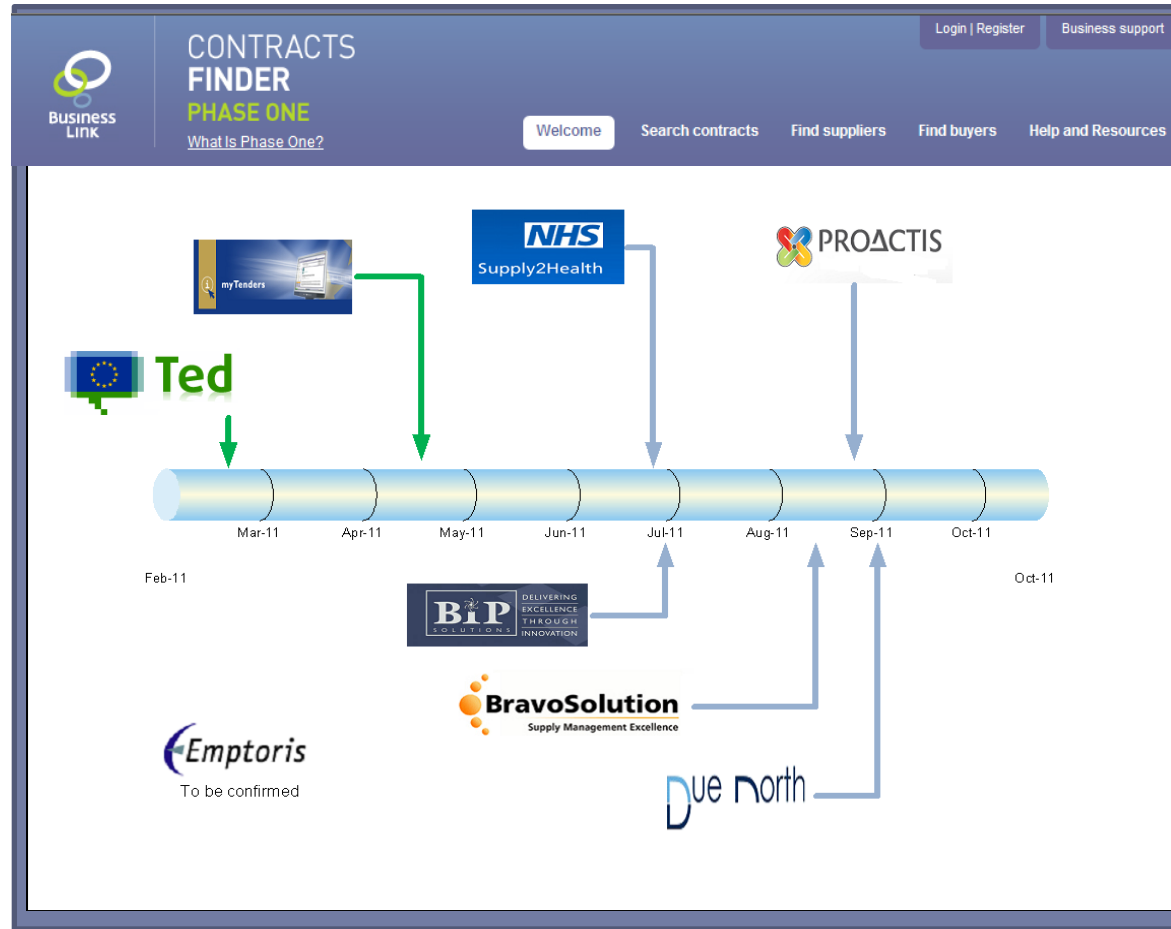 Login | Register
Business support
Business
Link
CONTRACTS
FINDER
PHASE ONE
What Is Phase One?
Welcome
Search contracts
Find suppliers
Find buyers
Help and Resources
NHS
Supply2Health
PROΔCTIS
myTenders
Ted
Mar-11
Apr-11
May-11
Jun-11
Jul-11
Aug-11
Sep-11
Oct-11
Feb-11
Oct-11
BiP
SOLUTIONS
DELIVERING
EXCELLENCE
THROUGH
INNOVATION
BravoSolution
Supply Management Excellence
Emptoris
To be confirmed
Due north